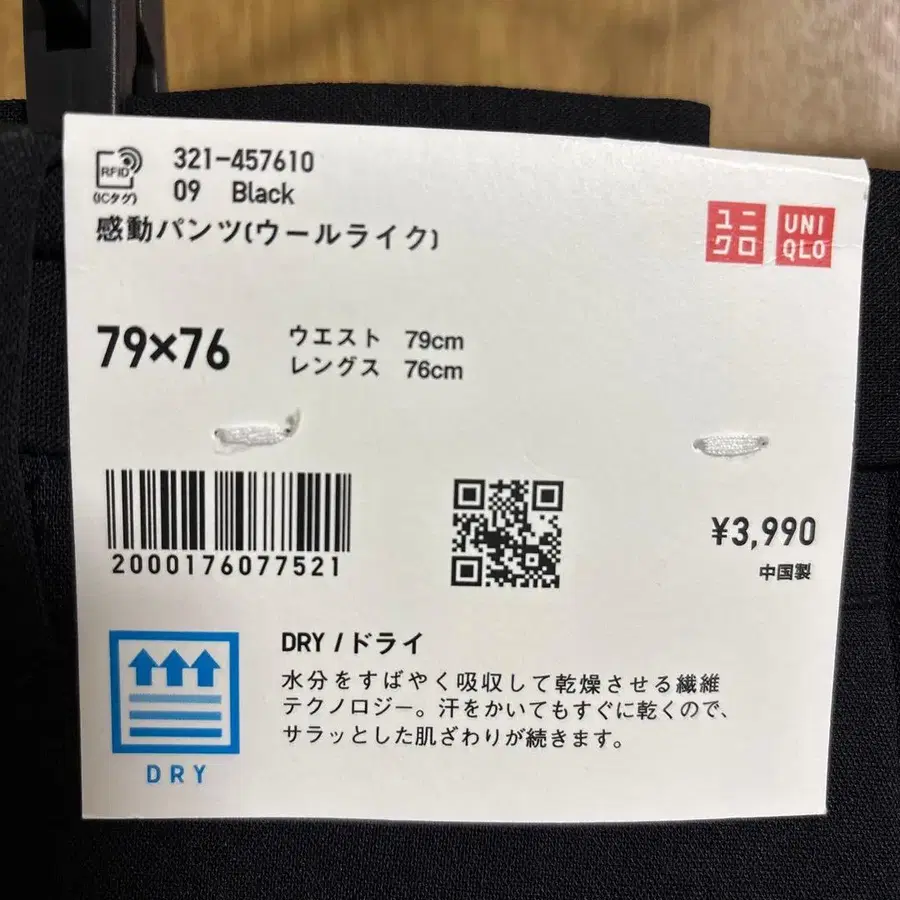 RFID
(ICタグ)
321-457610
09 Black
感動パンツ(ウールライク)
ユニ
クロ
UNI
QLO
79×76
ウエスト 79cm
レングス 76cm
2000176077521
¥3,990
中国製
DRY
DRY /ドライ
水分をすばやく吸収して乾燥させる繊維
テクノロジー。汗をかいてもすぐに乾くので、
サラッとした肌ざわりが続きます。